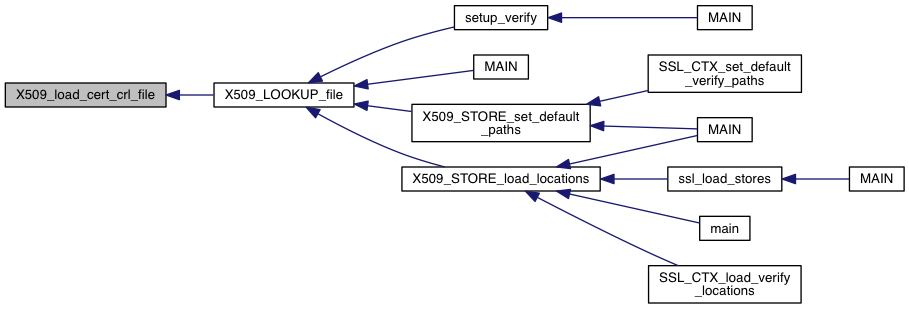 setup_verify
MAIN
MAIN
SSL_CTX_set_default
_verify_paths
X509_load_cert_crl_file
X509_LOOKUP_file
X509_STORE_set_default
_paths
MAIN
X509_STORE_load_locations
ssl_load_stores
MAIN
main
SSL_CTX_load_verify
_locations